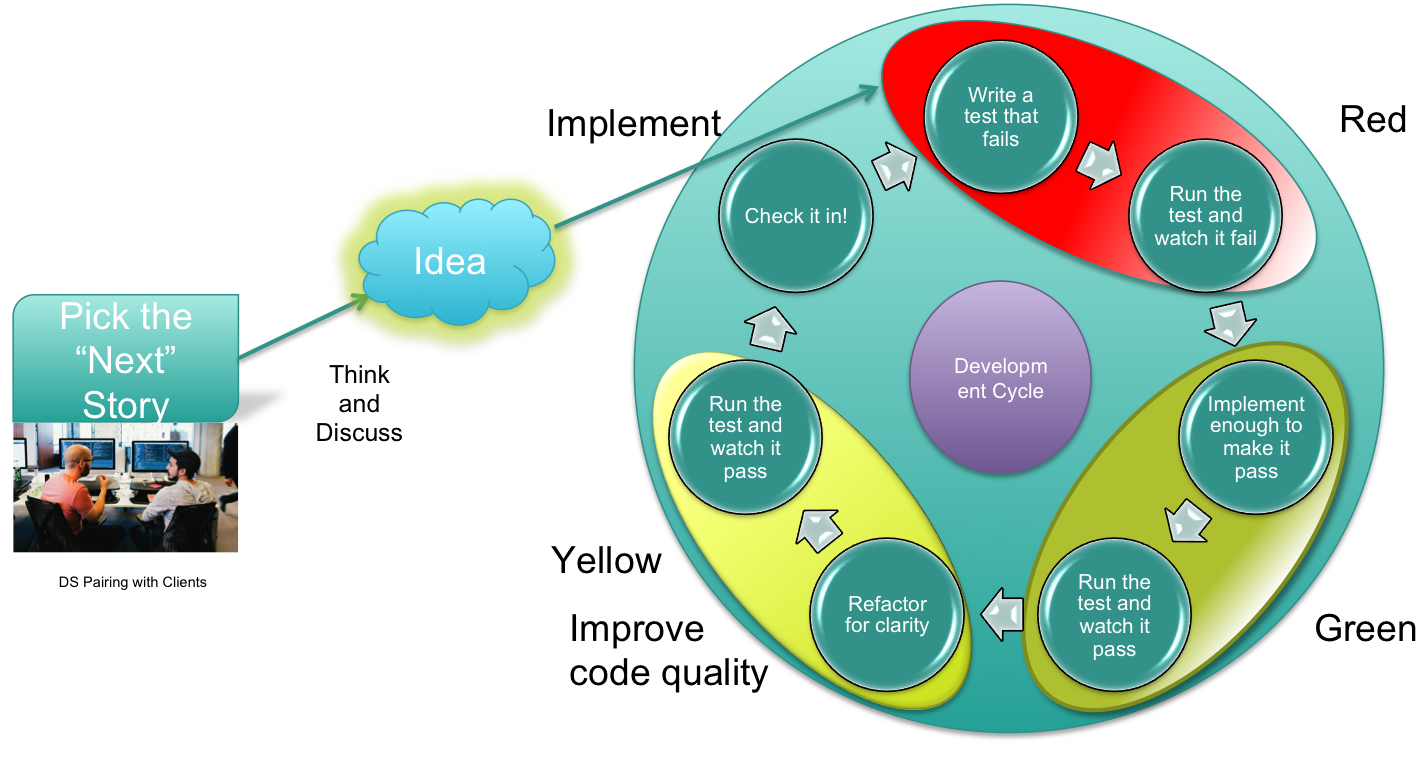 Pick the
“Next”
Story
DS Pairing with Clients
Think
and
Discuss
Idea
Implement
Write a
test that
fails
Run the
test and
watch it fail
Red
Implement
enough to
make it
pass
Run the
test and
watch it
pass
Green
Refactor
for clarity
Run the
test and
watch it
pass
Yellow
Improve
code quality
Check it in!
Developm
ent Cycle